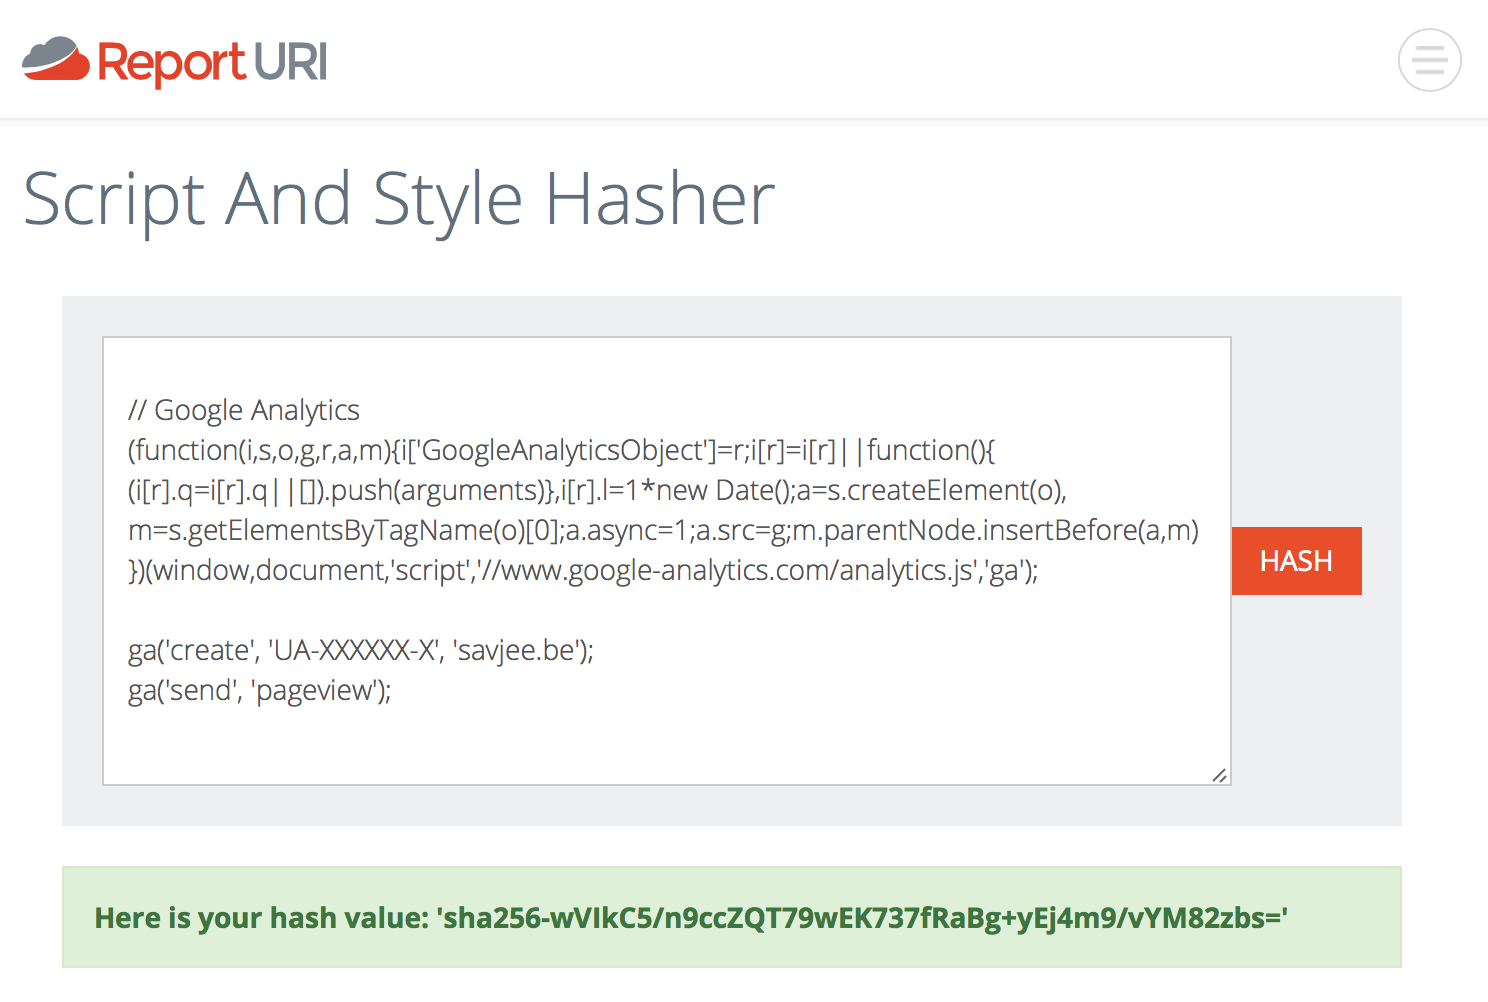 Report URI
Script And Style Hasher
// Google Analytics
(function(i,s,o,g,r,a,m){i['GoogleAnalyticsObject']=r;i[r]=i[r]||function(){
(i[r].q=i[r].q||[]).push(arguments)},i[r].l=1*new Date();a=s.createElement(o),
m=s.getElementsByTagName(o)[0];a.async=1;a.src=g;m.parentNode.insertBefore(a,m)
})(window,document,'script','//www.google-analytics.com/analytics.js','ga');
HASH
ga('create', 'UA-XXXXXX-X', 'savjee.be');
ga('send', 'pageview');
Here is your hash value: 'sha256-wVIkC5/n9ccZQT79wEK737fRaBg+yEj4m9/vYM82zbs='